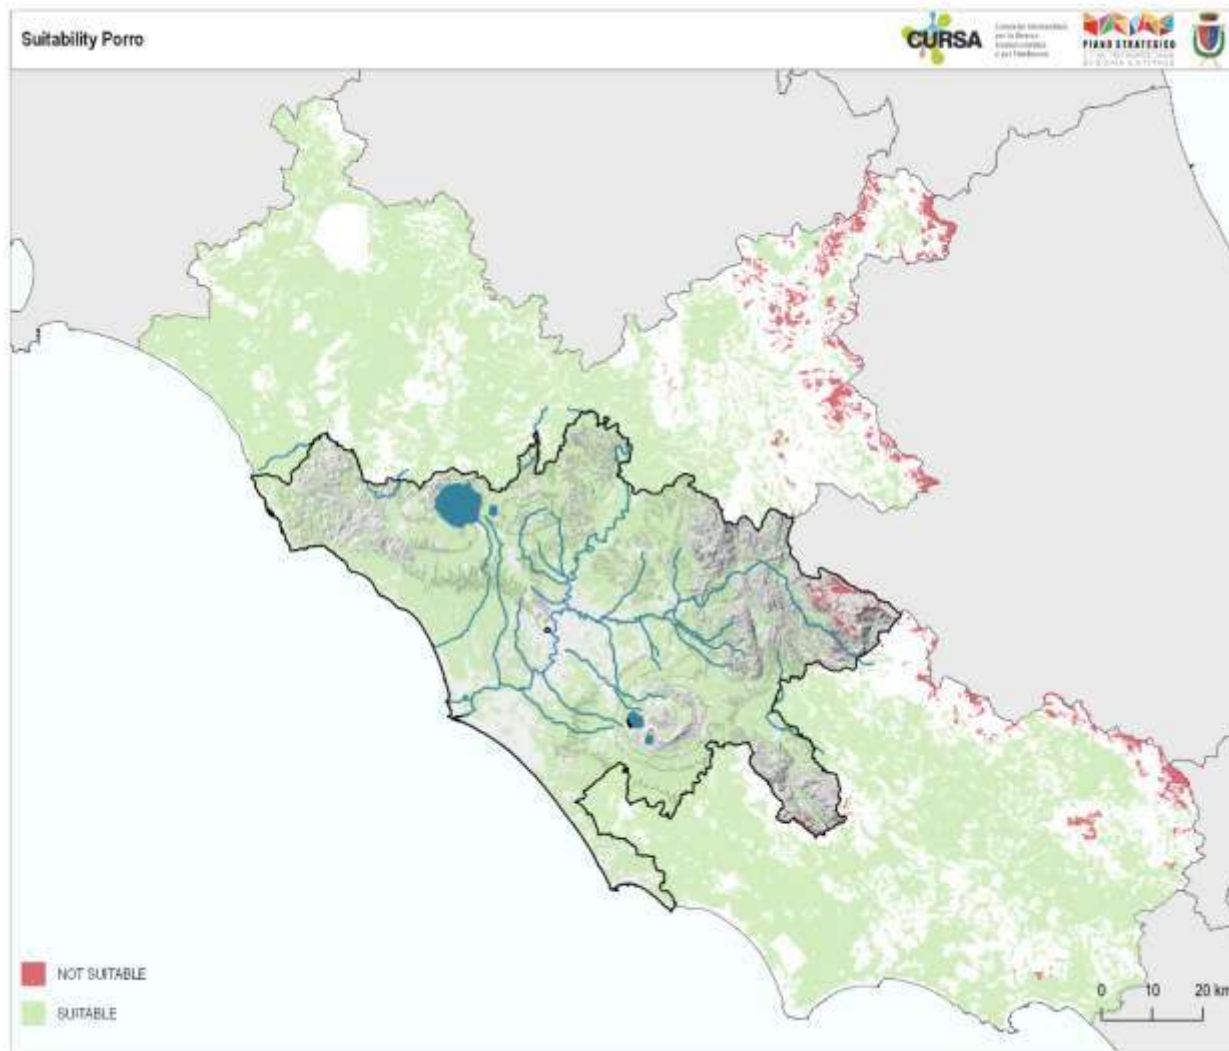 Suitability Porro
CURSA
PIANO STRATEGICO
NOT SUITABLE
SUITABLE
0 10 20 km